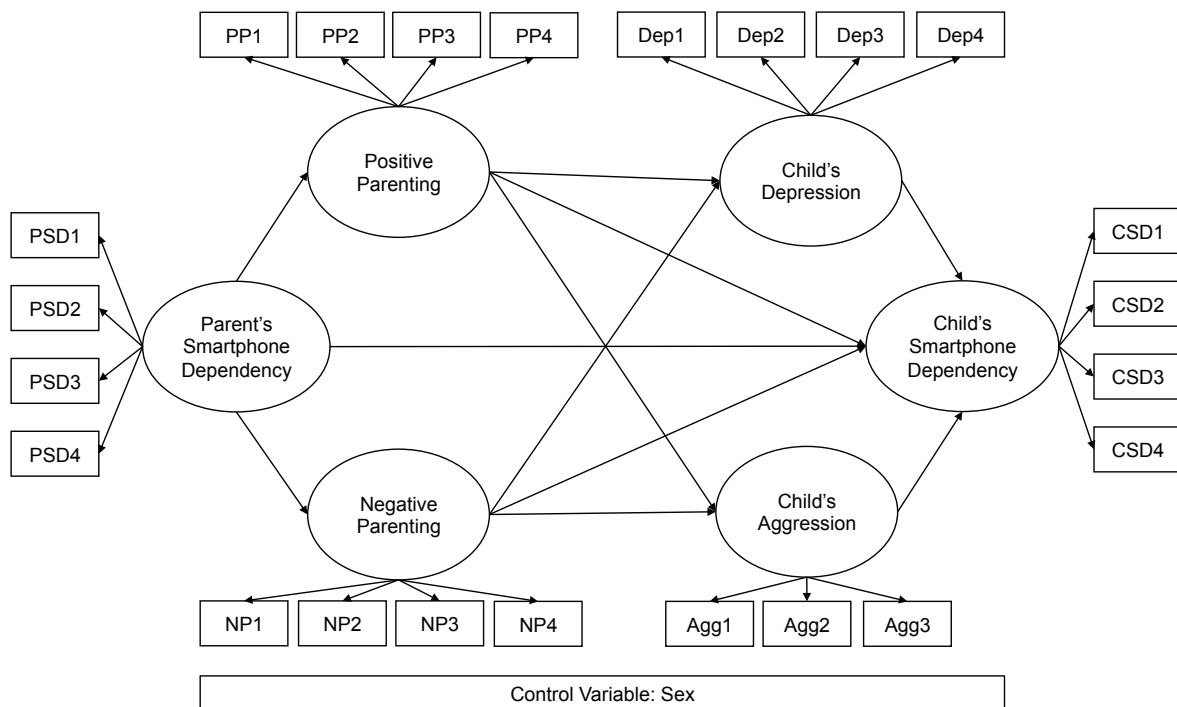 PP1
PP2
PP3
PP4
Dep1
Dep2
Dep3
Dep4
Positive
Parenting
Child's
Depression
PSD1
PSD2
PSD3
PSD4
Parent's
Smartphone
Dependency
Child's
Smartphone
Dependency
CSD1
CSD2
CSD3
CSD4
Negative
Parenting
Child's
Aggression
NP1
NP2
NP3
NP4
Agg1
Agg2
Agg3
Control Variable: Sex